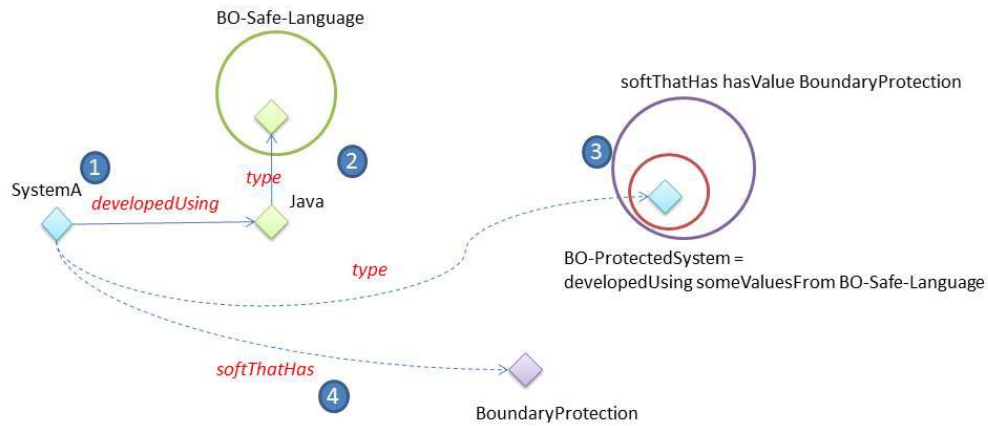 BO-Safe-Language
softThatHas hasValue BoundaryProtection
1
2
3
SystemA
type
developedUsing
Java
BO-ProtectedSystem =
developedUsing someValuesFrom BO-Safe-Language
type
softThatHas
4
BoundaryProtection